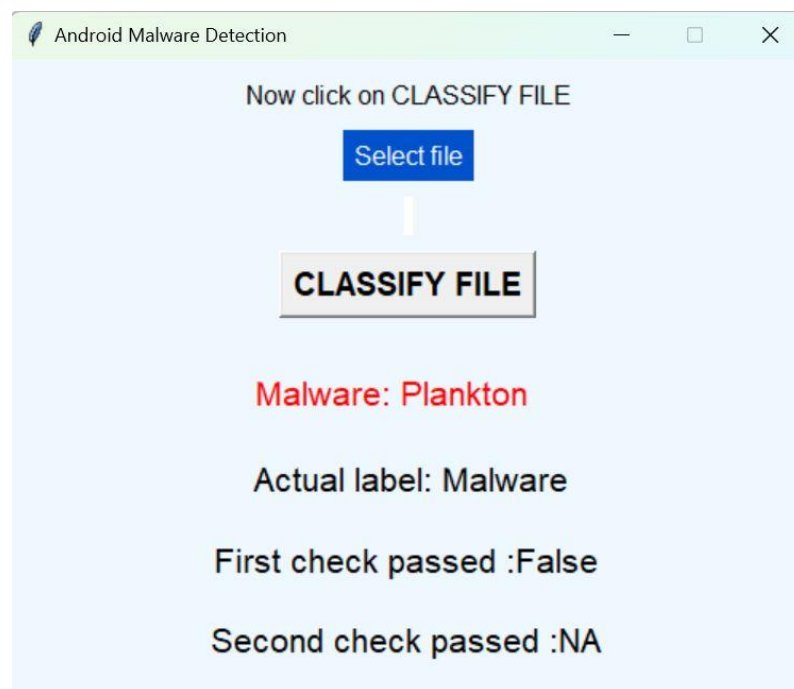 Android Malware Detection
Now click on CLASSIFY FILE
Select file
CLASSIFY FILE
Malware: Plankton
Actual label: Malware
First check passed :False
Second check passed :NA